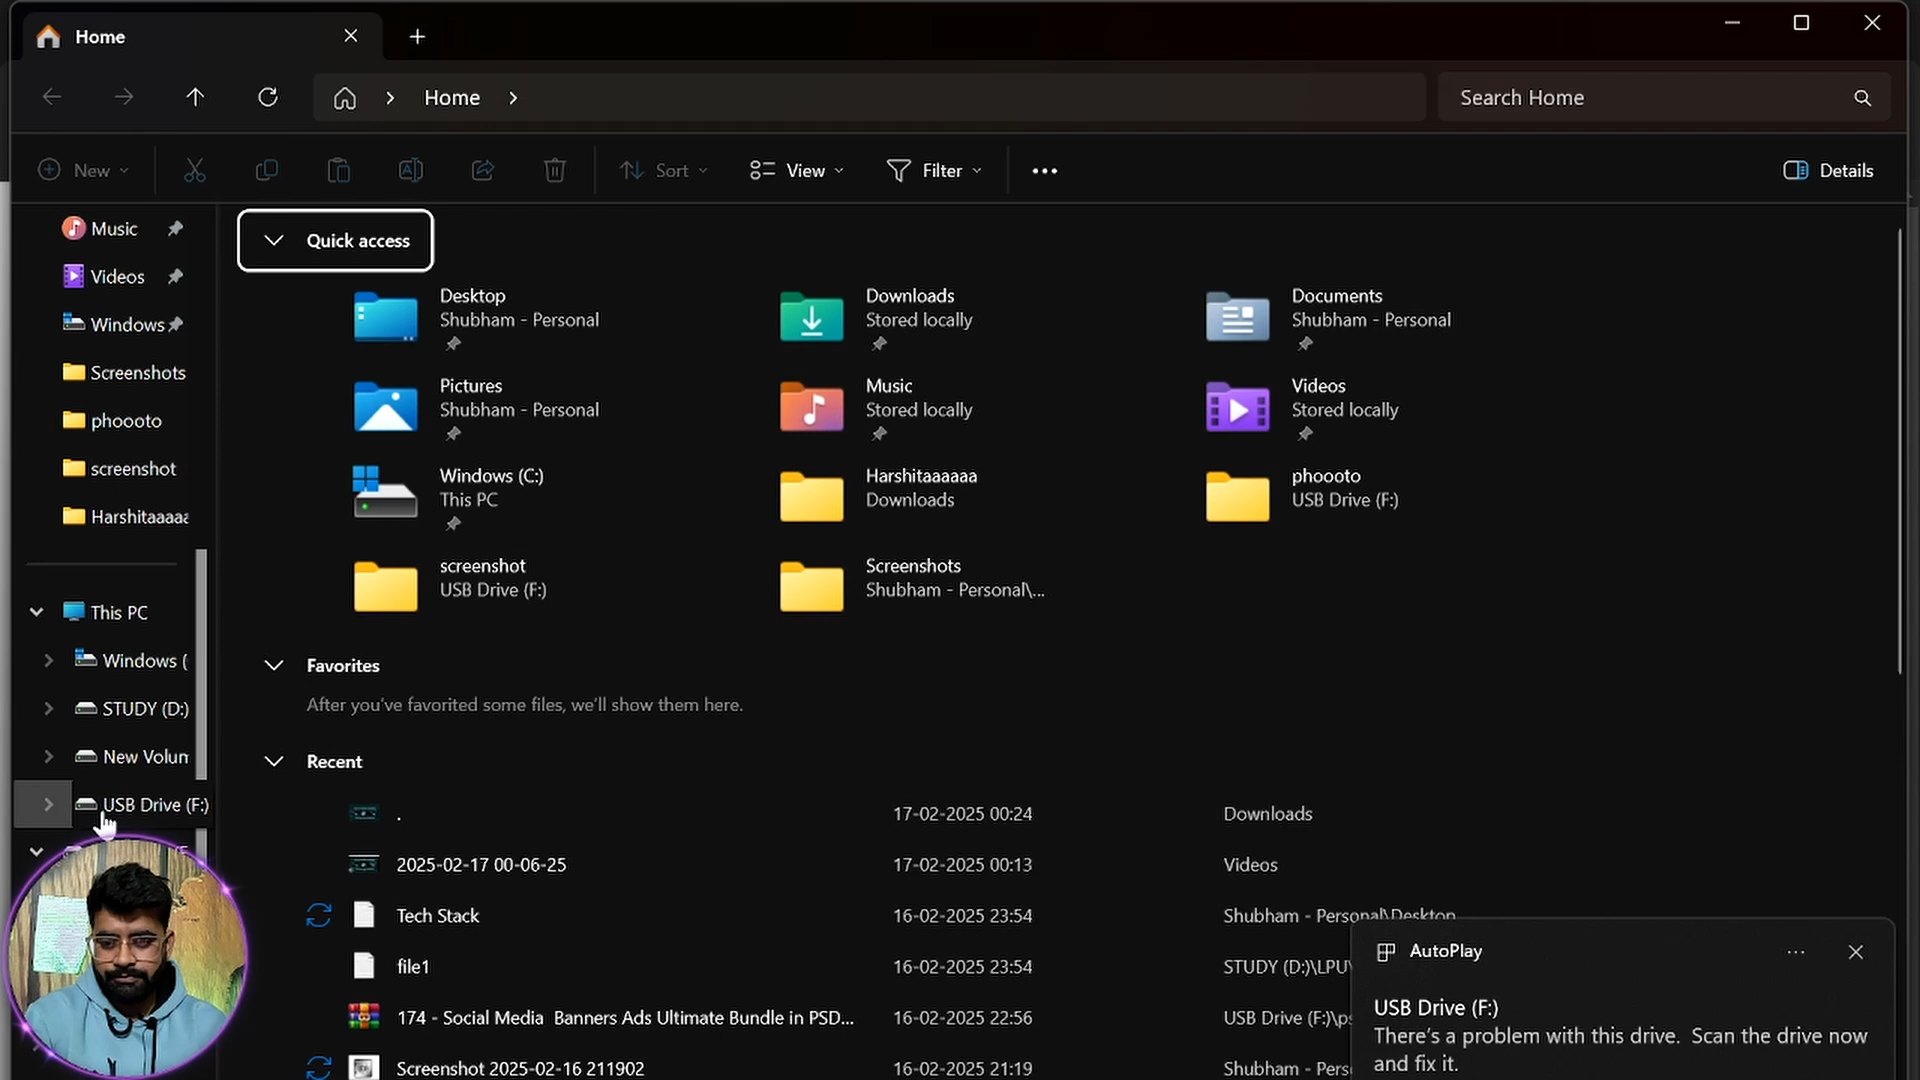 Home
Home
Search Home
New
Sort
View
Filter
Details
Music
Videos
Windows
Screenshots
phoooto
screenshot
Harshitaaaaa
This PC
Windows (
STUDY (D:)
New Volum
USB Drive (F:)
Quick access
Desktop
Shubham - Personal
Downloads
Stored locally
Documents
Shubham - Personal
Pictures
Shubham - Personal
Music
Stored locally
Videos
Stored locally
Windows (C:)
This PC
Harshitaaaaaa
Downloads
phoooto
USB Drive (F:)
screenshot
USB Drive (F:)
Screenshots
Shubham - Personal\...
Favorites
After you've favorited some files, we'll show them here.
Recent
. 17-02-2025 00:24 Downloads
2025-02-17 00-06-25 17-02-2025 00:13 Videos
Tech Stack 16-02-2025 23:54 Shubham - Personal\Desktop
file1 16-02-2025 23:54 STUDY (D:)\LPU\
174 - Social Media Banners Ads Ultimate Bundle in PSD... 16-02-2025 22:56 USB Drive (F:)\ps
Screenshot 2025-02-16 211902 16-02-2025 21:19 Shubham - Pers
AutoPlay
USB Drive (F:)
There's a problem with this drive. Scan the drive now
and fix it.